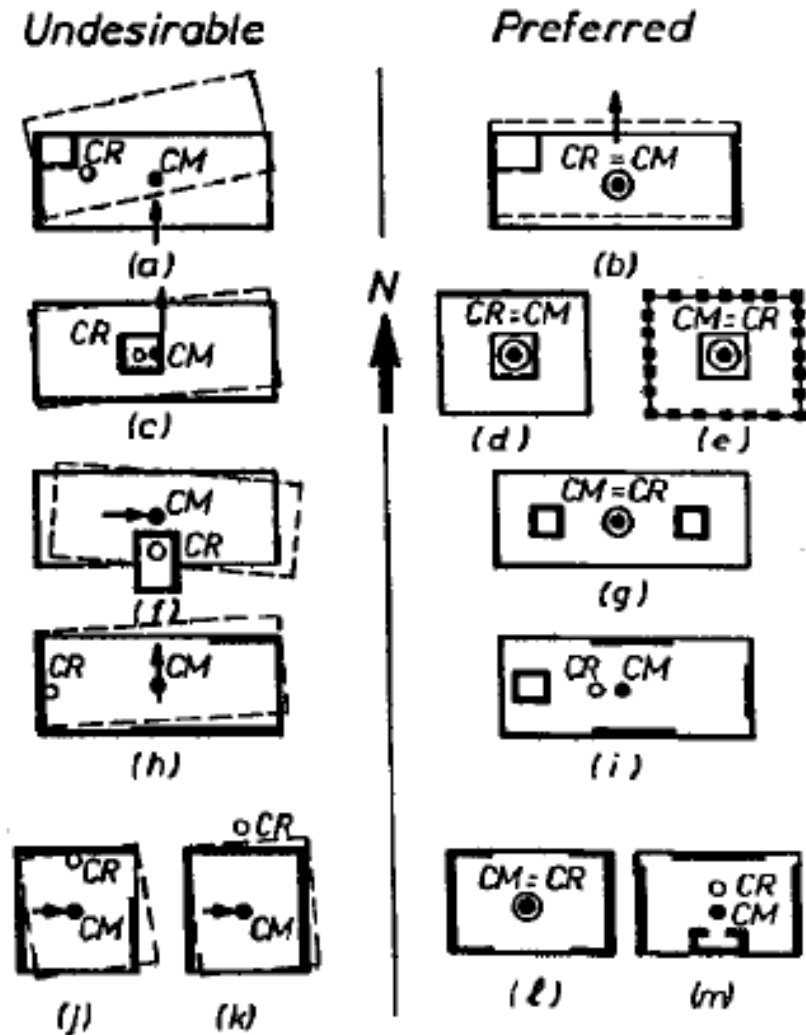 Undesirable
Preferred
CR
CM
(a)
CR = CM
(b)
N
CR
CM
(c)
CR = CM
(d)
CM = CR
(e)
CM
CR
(f)
CM = CR
(g)
CR
CM
(h)
CR
CM
(i)
CR
CM
(j)
CR
CM
(k)
CM = CR
(l)
CR
CM
(m)